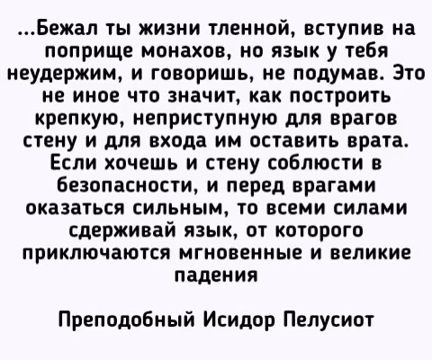 ...Бежал ты жизни тленной, вступив на
поприще монахов, но язык у тебя
неудержим, и говоришь, не подумав. Это
не иное что значит, как построить
крепкую, неприступную для врагов
стену и для входа им оставить врата.
Если хочешь и стену соблюсти в
безопасности, и перед врагами
оказаться сильным, то всеми силами
сдерживай язык, от которого
приключаются мгновенные и великие
падения
Преподобный Исидор Пелусиот